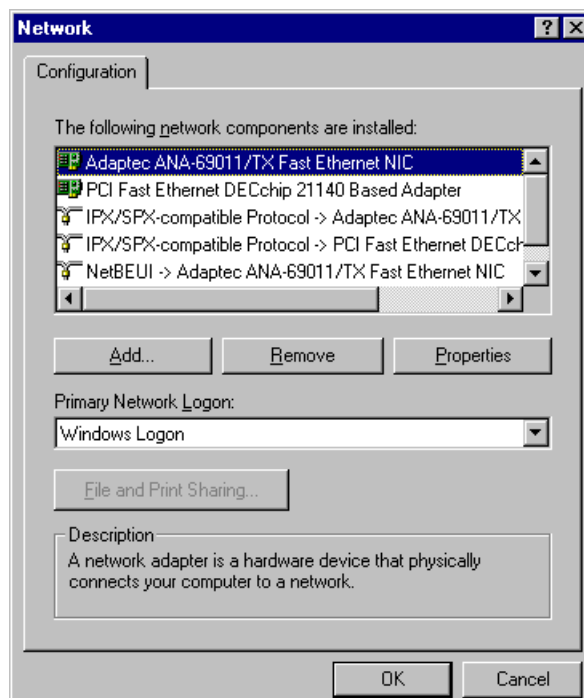 Network
Configuration
The following network components are installed:
Adaptec ANA-69011/TX Fast Ethernet NIC
PCI Fast Ethernet DECchip 21140 Based Adapter
IPX/SPX-compatible Protocol -> Adaptec ANA-69011/TX
IPX/SPX-compatible Protocol -> PCI Fast Ethernet DECch
NetBEUI -> Adaptec ANA-69011/TX Fast Ethernet NIC
Add... Remove Properties
Primary Network Logon:
Windows Logon
File and Print Sharing...
Description
A network adapter is a hardware device that physically
connects your computer to a network.
OK Cancel